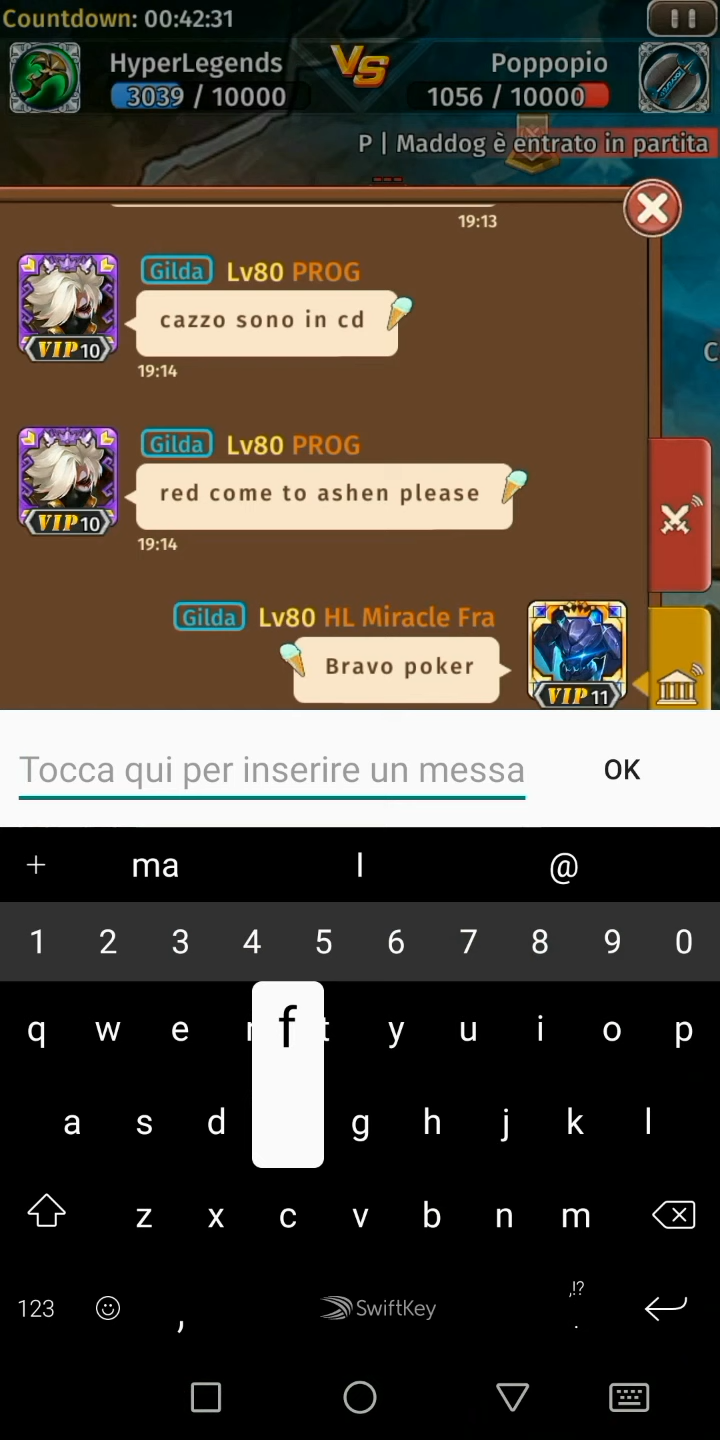 Countdown: 00:42:31
HyperLegends VS Poppopio
3039 / 10000 1056 / 10000
P | Maddog è entrato in partita
19:13
Gilda Lv80 PROG
cazzo sono in cd
VIP10
19:14
Gilda Lv80 PROG
red come to ashen please
VIP10
19:14
Gilda Lv80 HL Miracle Fra
Bravo poker
VIP11
Tocca qui per inserire un messa OK
+ ma l @
1 2 3 4 5 6 7 8 9 0
q w e f t y u i o p
a s d g h j k l
z x c v b n m
123 , SwiftKey ,!? .